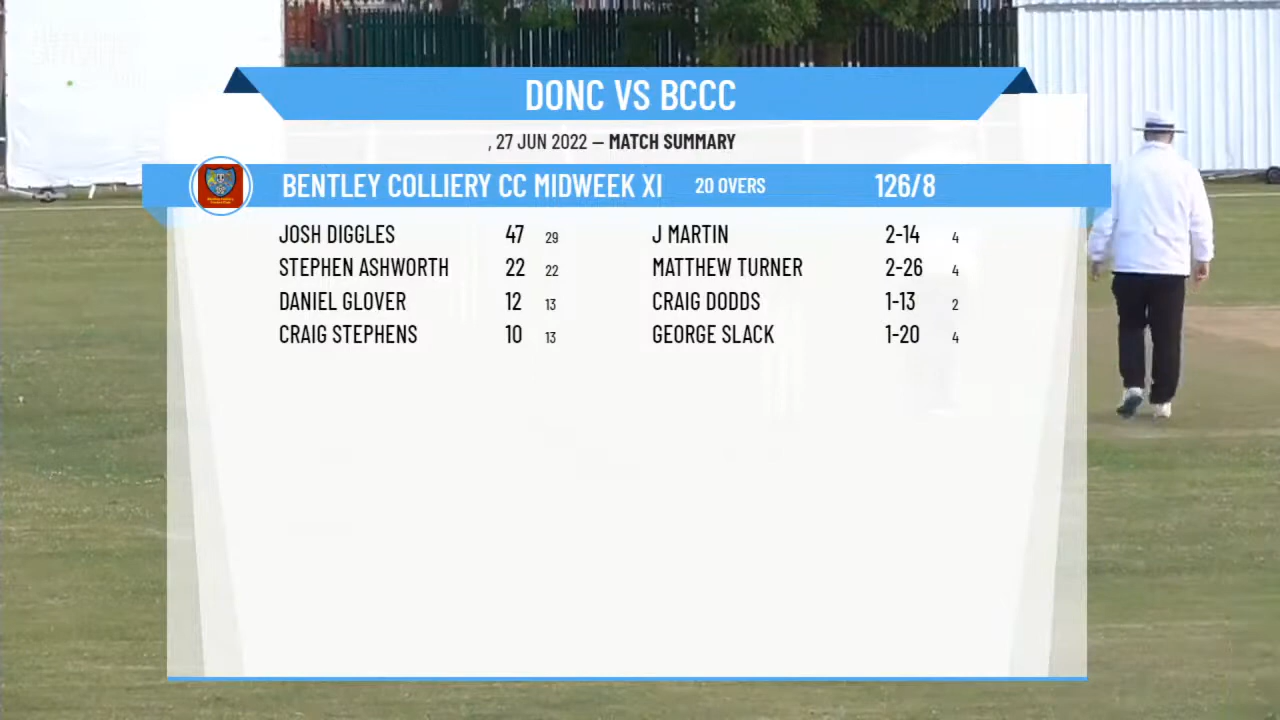 DONC VS BCCC
, 27 JUN 2022 – MATCH SUMMARY
BENTLEY COLLIERY CC MIDWEEK XI 20 OVERS 126/8
JOSH DIGGLES 47 29 J MARTIN 2-14 4
STEPHEN ASHWORTH 22 22 MATTHEW TURNER 2-26 4
DANIEL GLOVER 12 13 CRAIG DODDS 1-13 2
CRAIG STEPHENS 10 13 GEORGE SLACK 1-20 4